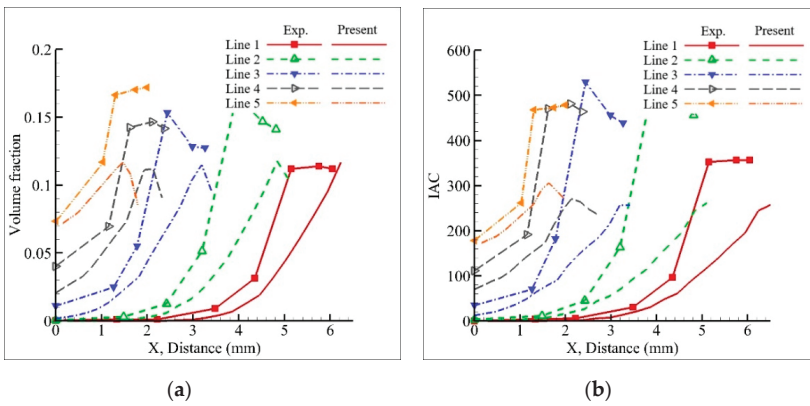 0.2
0.15
0.1
0.05
0
Volume fraction
Exp. Present
Line 1
Line 2
Line 3
Line 4
Line 5
0 1 2 3 4 5 6
X, Distance (mm)
(a)
600
500
400
300
200
100
0
IAC
Exp. Present
Line 1
Line 2
Line 3
Line 4
Line 5
0 1 2 3 4 5 6
X, Distance (mm)
(b)